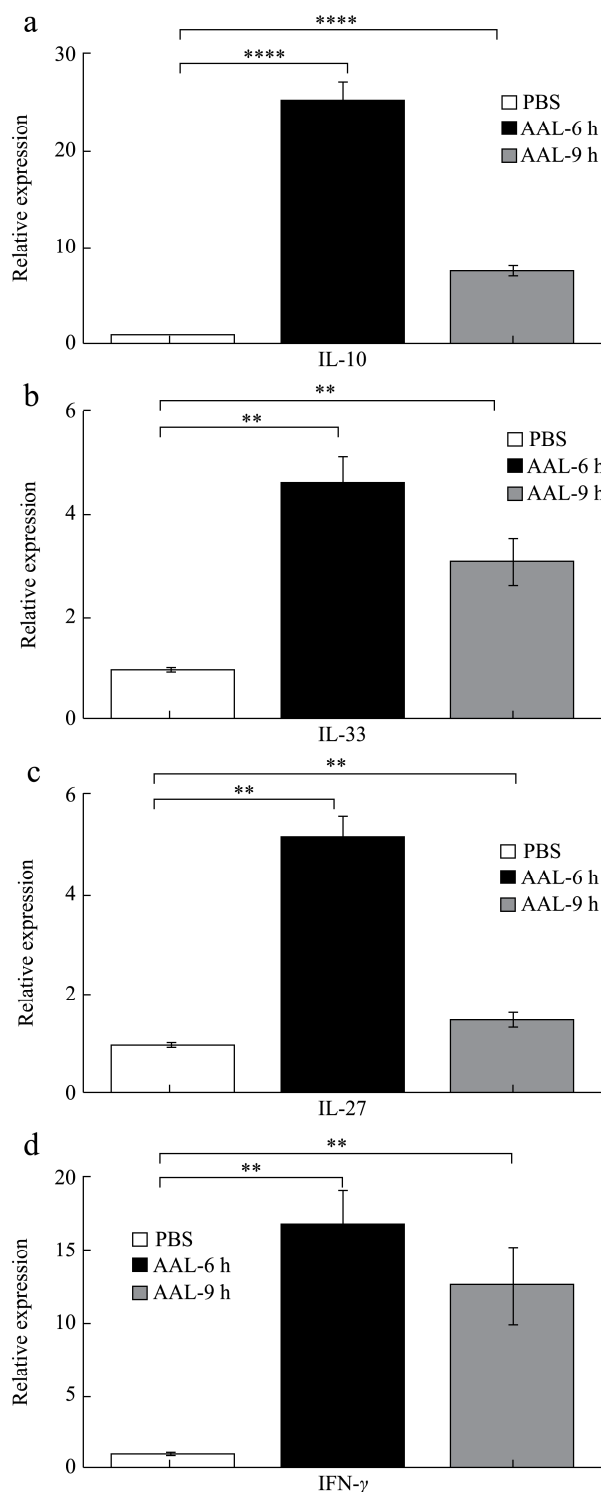 a
****
****
30
20
10
0
Relative expression
PBS
AAL-6 h
AAL-9 h
IL-10
b
**
**
6
4
2
0
Relative expression
PBS
AAL-6 h
AAL-9 h
IL-33
c
**
**
6
4
2
0
Relative expression
PBS
AAL-6 h
AAL-9 h
IL-27
d
**
**
20
15
10
5
0
Relative expression
PBS
AAL-6 h
AAL-9 h
IFN-γ